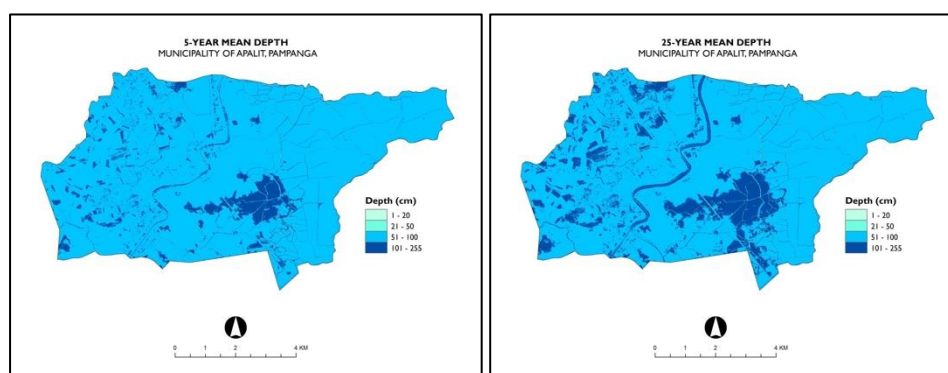 5-YEAR MEAN DEPTH
MUNICIPALITY OF APALIT, PAMPANGA
Depth (cm)
1 - 20
21 - 50
51 - 100
101 - 255
0 1 2 4 KM
25-YEAR MEAN DEPTH
MUNICIPALITY OF APALIT, PAMPANGA
Depth (cm)
1 - 20
21 - 50
51 - 100
101 - 255
0 1 2 4 KM